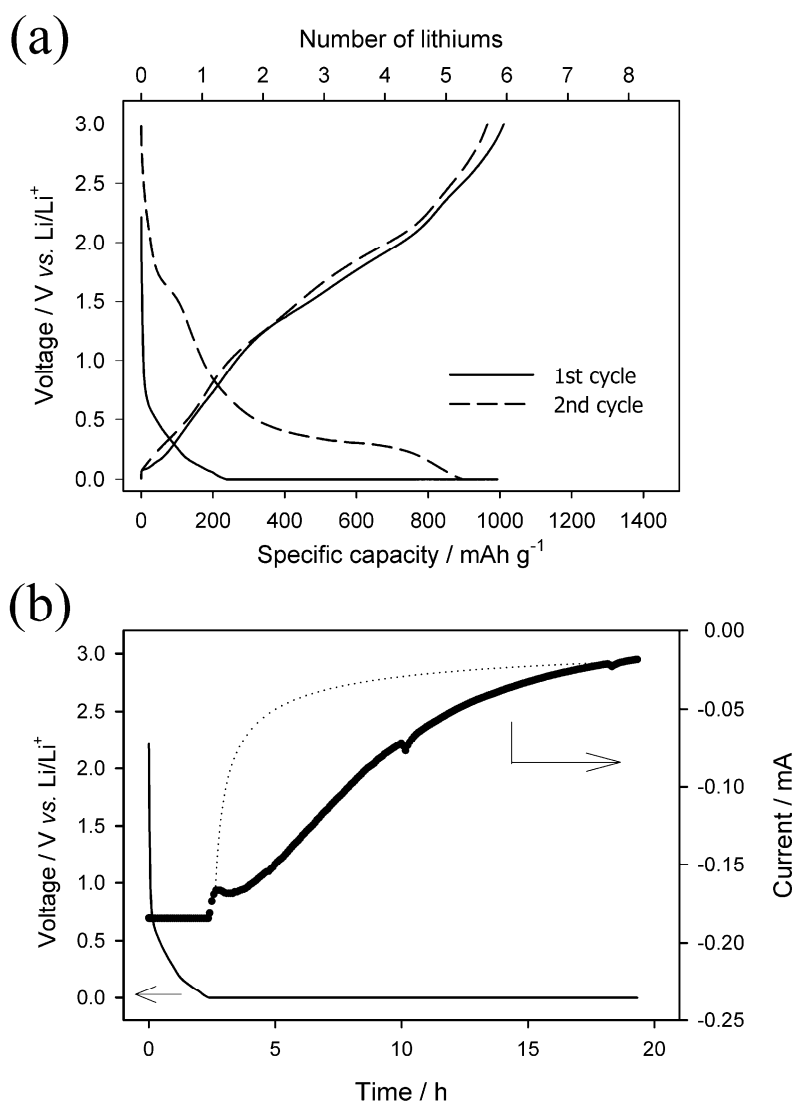 (a)
Number of lithiums
0 1 2 3 4 5 6 7 8
3.0
2.5
2.0
1.5
1.0
0.5
0.0
Voltage / V vs. Li/Li+
1st cycle
2nd cycle
0 200 400 600 800 1000 1200 1400
Specific capacity / mAh g-1
(b)
3.0
2.5
2.0
1.5
1.0
0.5
0.0
Voltage / V vs. Li/Li+
0.00
-0.05
-0.10
-0.15
-0.20
-0.25
Current / mA
0 5 10 15 20
Time / h